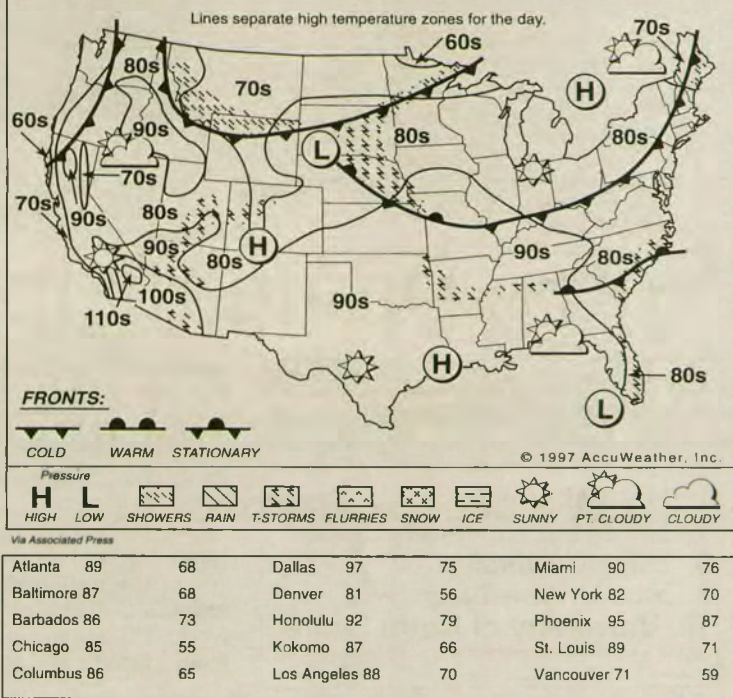 Lines separate high temperature zones for the day.
60s
70s
80s
70s
H
60s
90s
L
80s
80s
70s
70s
90s
80s
90s
80s
H
90s
80s
100s
110s
90s
H
80s
L
FRONTS:
COLD WARM STATIONARY
© 1997 AccuWeather, Inc.
Pressure
H L
HIGH LOW SHOWERS RAIN T-STORMS FLURRIES SNOW ICE SUNNY PT. CLOUDY CLOUDY
Via Associated Press
Atlanta 89 68 Dallas 97 75 Miami 90 76
Baltimore 87 68 Denver 81 56 New York 82 70
Barbados 86 73 Honolulu 92 79 Phoenix 95 87
Chicago 85 55 Kokomo 87 66 St. Louis 89 71
Columbus 86 65 Los Angeles 88 70 Vancouver 71 59